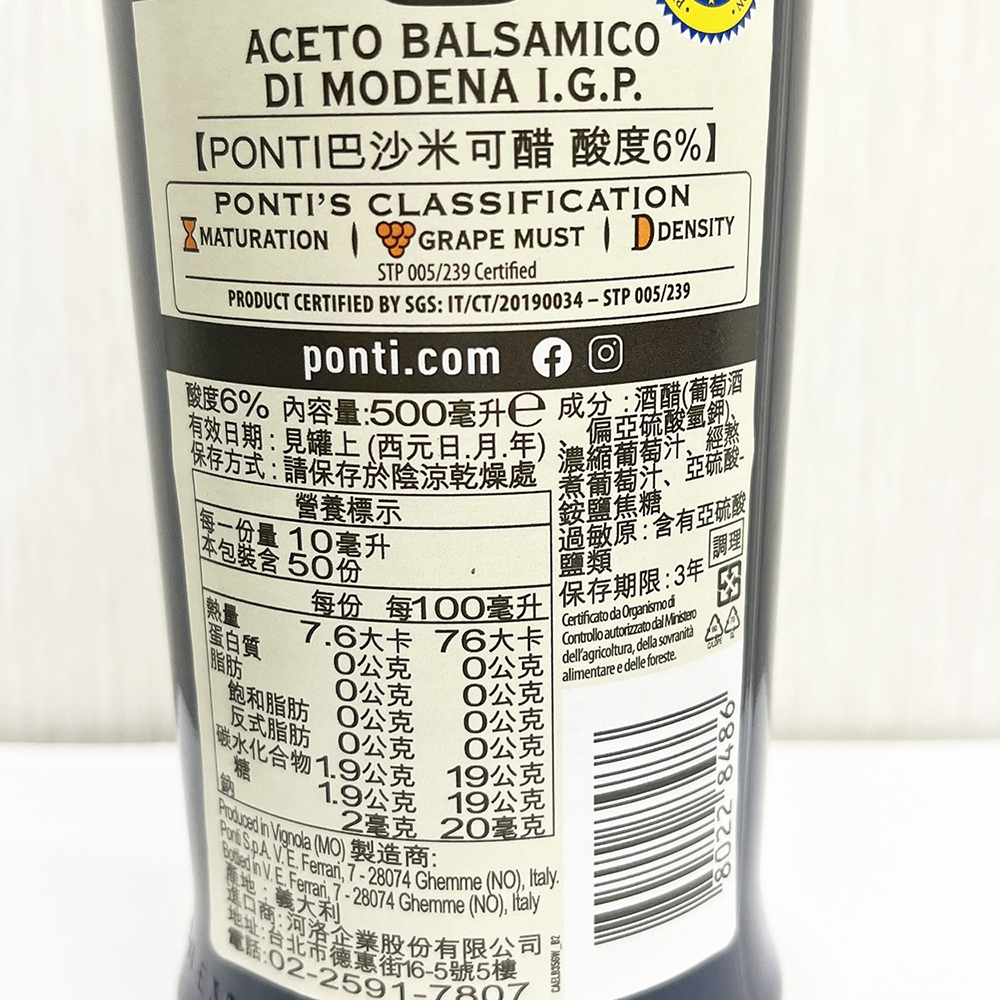 ACETO BALSAMICO
DI MODENA I.G.P.
【PONTI巴沙米可醋 酸度6%】
PONTI'S CLASSIFICATION
MATURATION | GRAPE MUST | D DENSITY
STP 005/239 Certified
PRODUCT CERTIFIED BY SGS: IT/CT/20190034 – STP 005/239
ponti.com
酸度6% 內容量:500毫升e
有效日期：見罐上 (西元日.月.年)
保存方式：請保存於陰涼乾燥處
營養標示
每一份量 10毫升
本包裝含 50份
每份 每100毫升
熱量 7.6大卡 76大卡
蛋白質 0公克 0公克
脂肪 0公克 0公克
飽和脂肪 0公克 0公克
反式脂肪 0公克 0公克
碳水化合物 1.9公克 19公克
糖 1.9公克 19公克
鈉 2毫克 20毫克
Produced in Vignola (MO) 製造商:
Ponti S.p.A. V. E. Ferrari, 7 - 28074 Ghemme (NO), Italy.
Bottled in V. E. Ferrari, 7 - 28074 Ghemme (NO), Italy
產地：義大利
進口商:河洛企業股份有限公司
地址:台北市德惠街16-5號5樓
電話:02-2591-7807
成分：酒醋(葡萄酒
、偏亞硫酸氫鉀)、
濃縮葡萄汁、經熬
煮葡萄汁、亞硫酸-
銨鹽焦糖
過敏原：含有亞硫酸
鹽類
調理
保存期限：3年
Certificato da Organismo di
Controllo autorizzato dal Ministero
dell'agricoltura, della sovranità
alimentare e delle foreste.
8022 8486